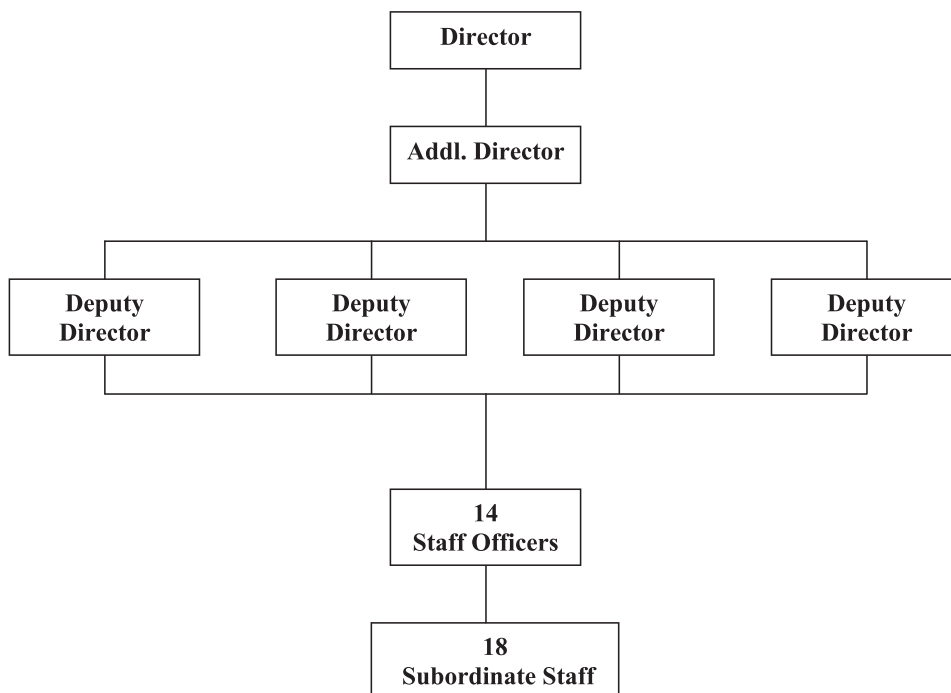 Director
Addl. Director
Deputy
Director
Deputy
Director
Deputy
Director
Deputy
Director
14
Staff Officers
18
Subordinate Staff